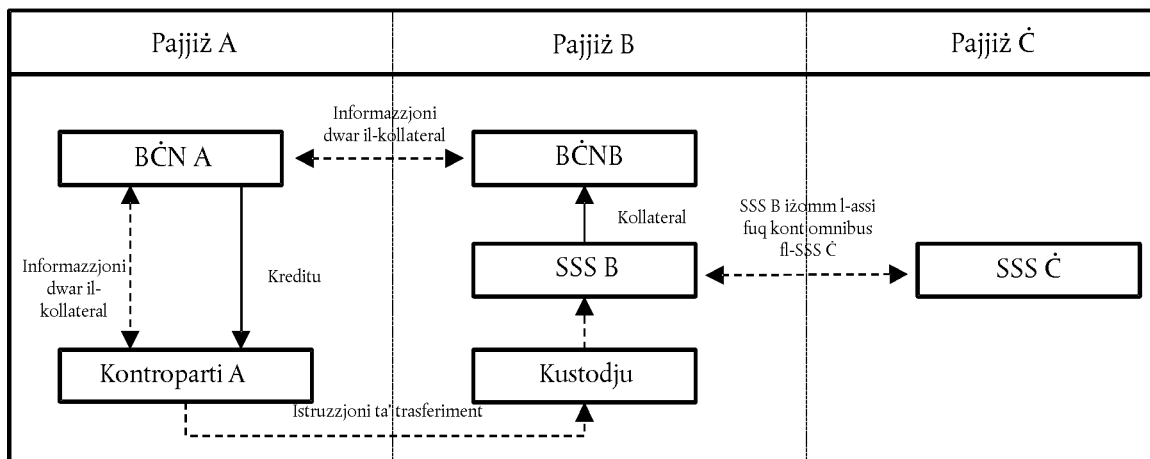 Pajjiż A
Pajjiż B
Pajjiż Ċ
Informazzjoni
dwar il-kollateral
BĊN A
BĊNB
Kollateral
SSS B iżomm l-assi
fuq kont omnibus
fl-SSS Ċ
Informazzjoni
dwar il-
kollateral
Kreditu
SSS B
SSS Ċ
Kontroparti A
Kustodju
Istruzzjoni ta' trasferiment